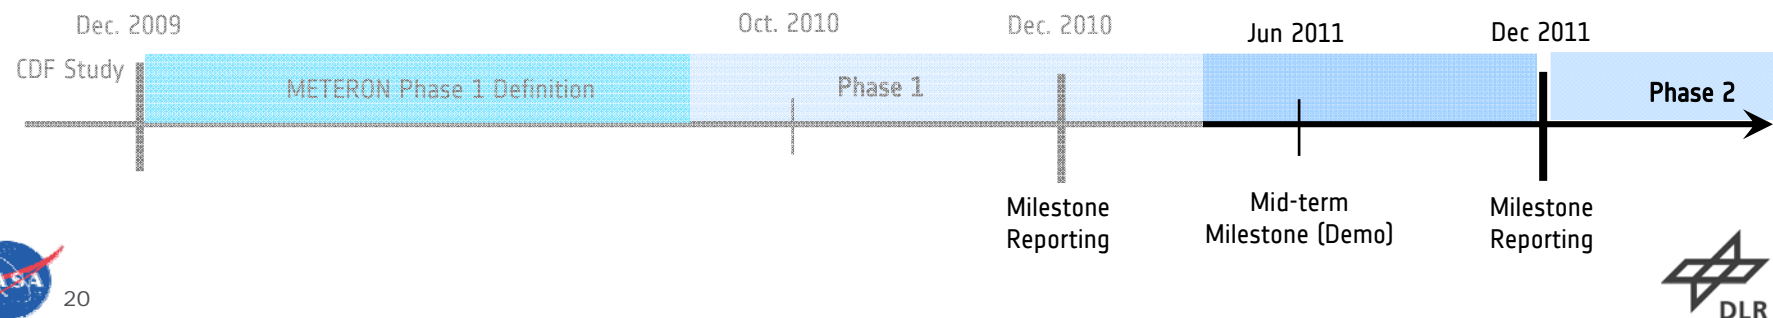 Dec. 2009
Oct. 2010
Dec. 2010
Jun 2011
Dec 2011
CDF Study
METERON Phase 1 Definition
Phase 1
Phase 2
Milestone
Reporting
Mid-term
Milestone (Demo)
Milestone
Reporting
20
DLR